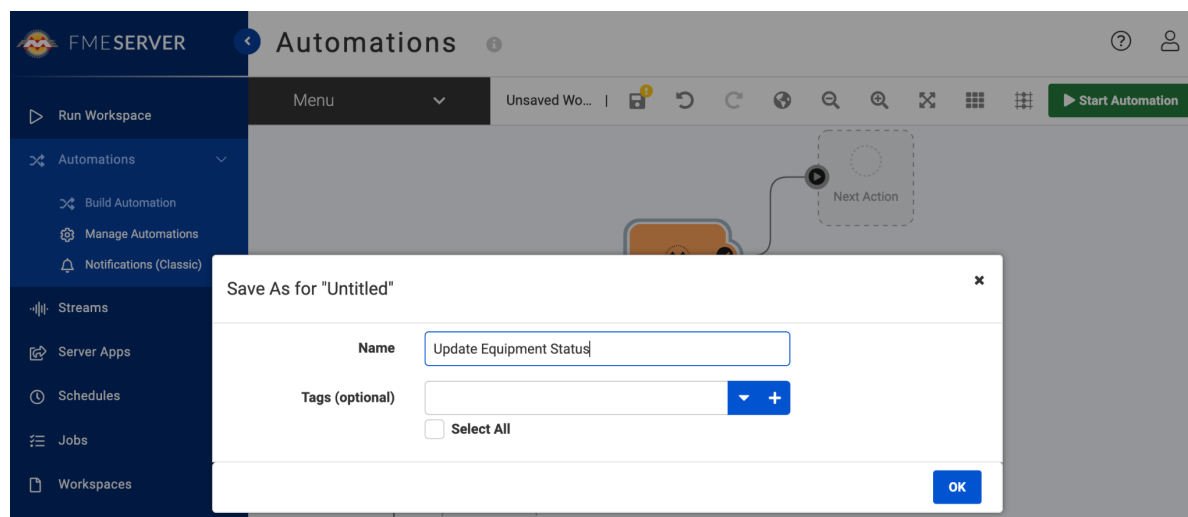 FMESERVER
Automations
Menu
Unsaved Wo...
Start Automation
Run Workspace
Automations
Build Automation
Manage Automations
Notifications (Classic)
Streams
Server Apps
Schedules
Jobs
Workspaces
Next Action
Save As for "Untitled"
Name
Update Equipment Status
Tags (optional)
Select All
OK